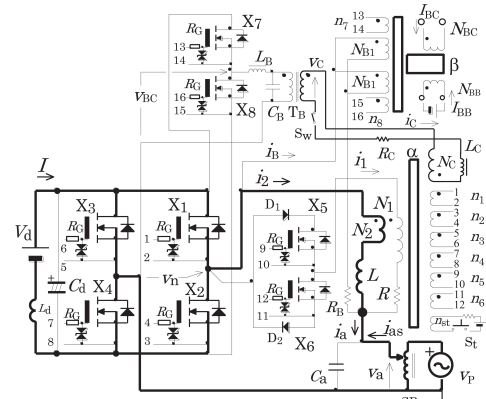 13
14
n7
IBC
NBC
RG
X7
13
14
LB
vC
NB1
β
vBC
RG
16
15
X8
CB
TB
NB1
15
16
n8
NBB
IBB
iC
Sw
RC
α
NC
LC
iB
i1
I
i2
X3
X1
D1
X5
N1
N2
1
2
n1
3
4
n2
5
6
n3
7
8
n4
9
10
n5
11
12
n6
Vd
RG
6
5
RG
1
2
RG
9
10
Cd
X4
vn
X2
RG
12
11
L
R
Ld
7
8
RG
RG
4
3
D2
X6
RB
nst
St
ia
ias
Ca
va
vP